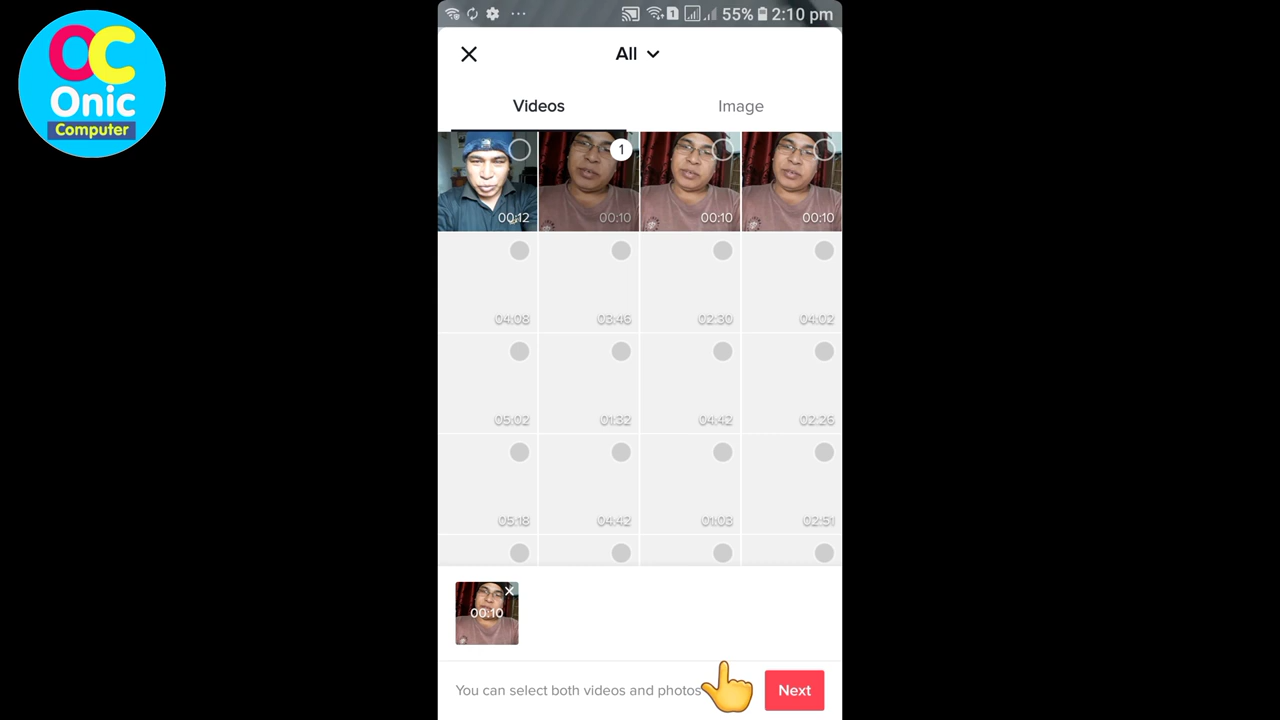 OC
Onic
Computer
... 1 55% 2:10 pm
All
Videos Image
1
00:12 00:10 00:10 00:10
04:08 03:46 02:30 04:02
05:02 01:32 04:42 02:26
05:18 04:42 01:03 02:51
00:10
You can select both videos and photos
Next